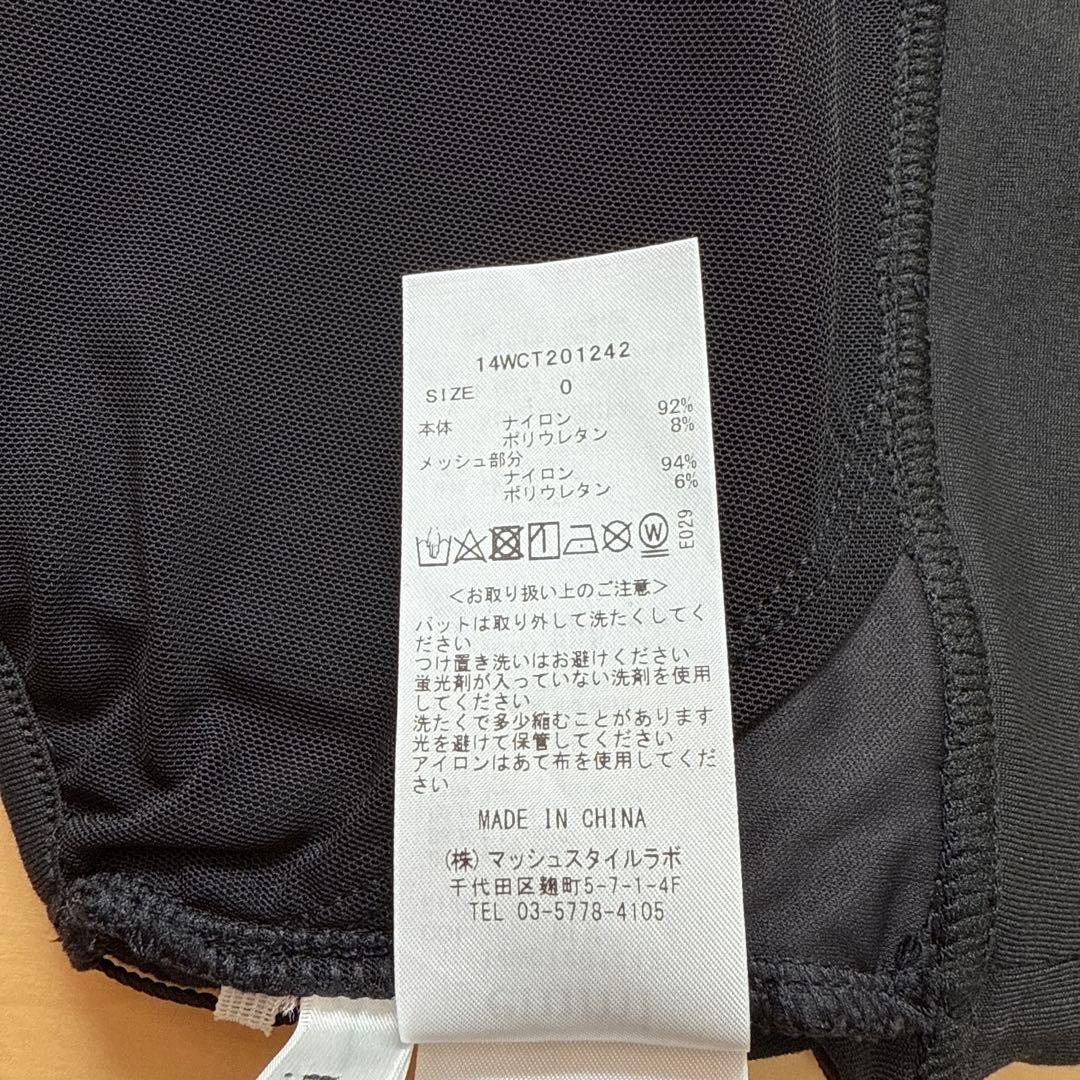 14WCT201242
SIZE 0
本体 ナイロン 92%
ポリウレタン 8%
メッシュ部分
ナイロン 94%
ポリウレタン 6%
W
E029
<お取り扱い上のご注意>
パットは取り外して洗たくしてく
ださい
つけ置き洗いはお避けください
蛍光剤が入っていない洗剤を使用
してください
洗たくで多少縮むことがあります
光を避けて保管してください
アイロンはあて布を使用してくだ
さい
MADE IN CHINA
(株)マッシュスタイルラボ
千代田区麹町5-7-1-4F
TEL 03-5778-4105